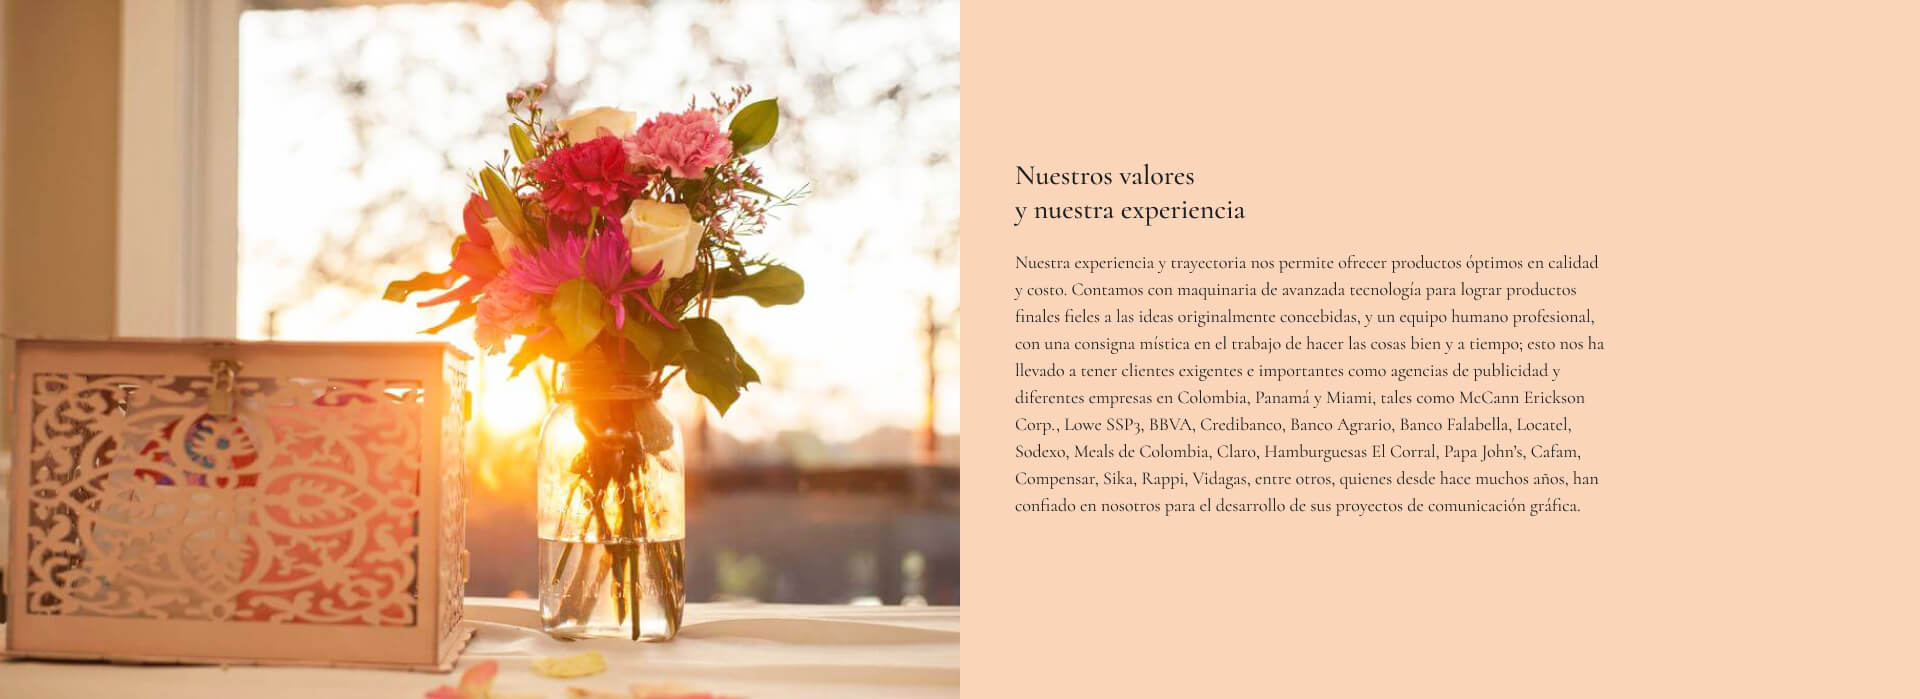 Nuestros valores
y nuestra experiencia
Nuestra experiencia y trayectoria nos permite ofrecer productos óptimos en calidad
y costo. Contamos con maquinaria de avanzada tecnología para lograr productos
finales fieles a las ideas originalmente concebidas, y un equipo humano profesional,
con una consigna mística en el trabajo de hacer las cosas bien y a tiempo; esto nos ha
llevado a tener clientes exigentes e importantes como agencias de publicidad y
diferentes empresas en Colombia, Panamá y Miami, tales como McCann Erickson
Corp., Lowe SSP3, BBVA, Credibanco, Banco Agrario, Banco Falabella, Locatel,
Sodexo, Meals de Colombia, Claro, Hamburguesas El Corral, Papa John’s, Cafam,
Compensar, Sika, Rappi, Vidagas, entre otros, quienes desde hace muchos años, han
confiado en nosotros para el desarrollo de sus proyectos de comunicación gráfica.